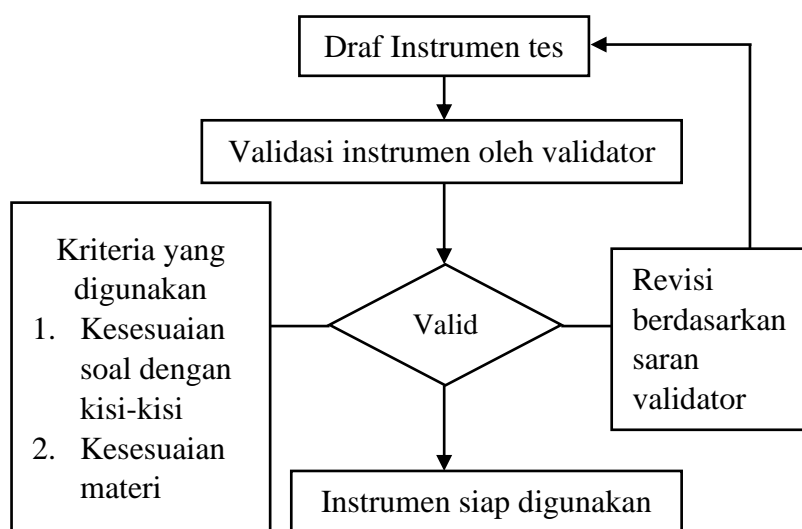 Draf Instrumen tes
Validasi instrumen oleh validator
Kriteria yang
digunakan
1. Kesesuaian
soal dengan
kisi-kisi
2. Kesesuaian
materi
Valid
Revisi
berdasarkan
saran
validator
Instrumen siap digunakan